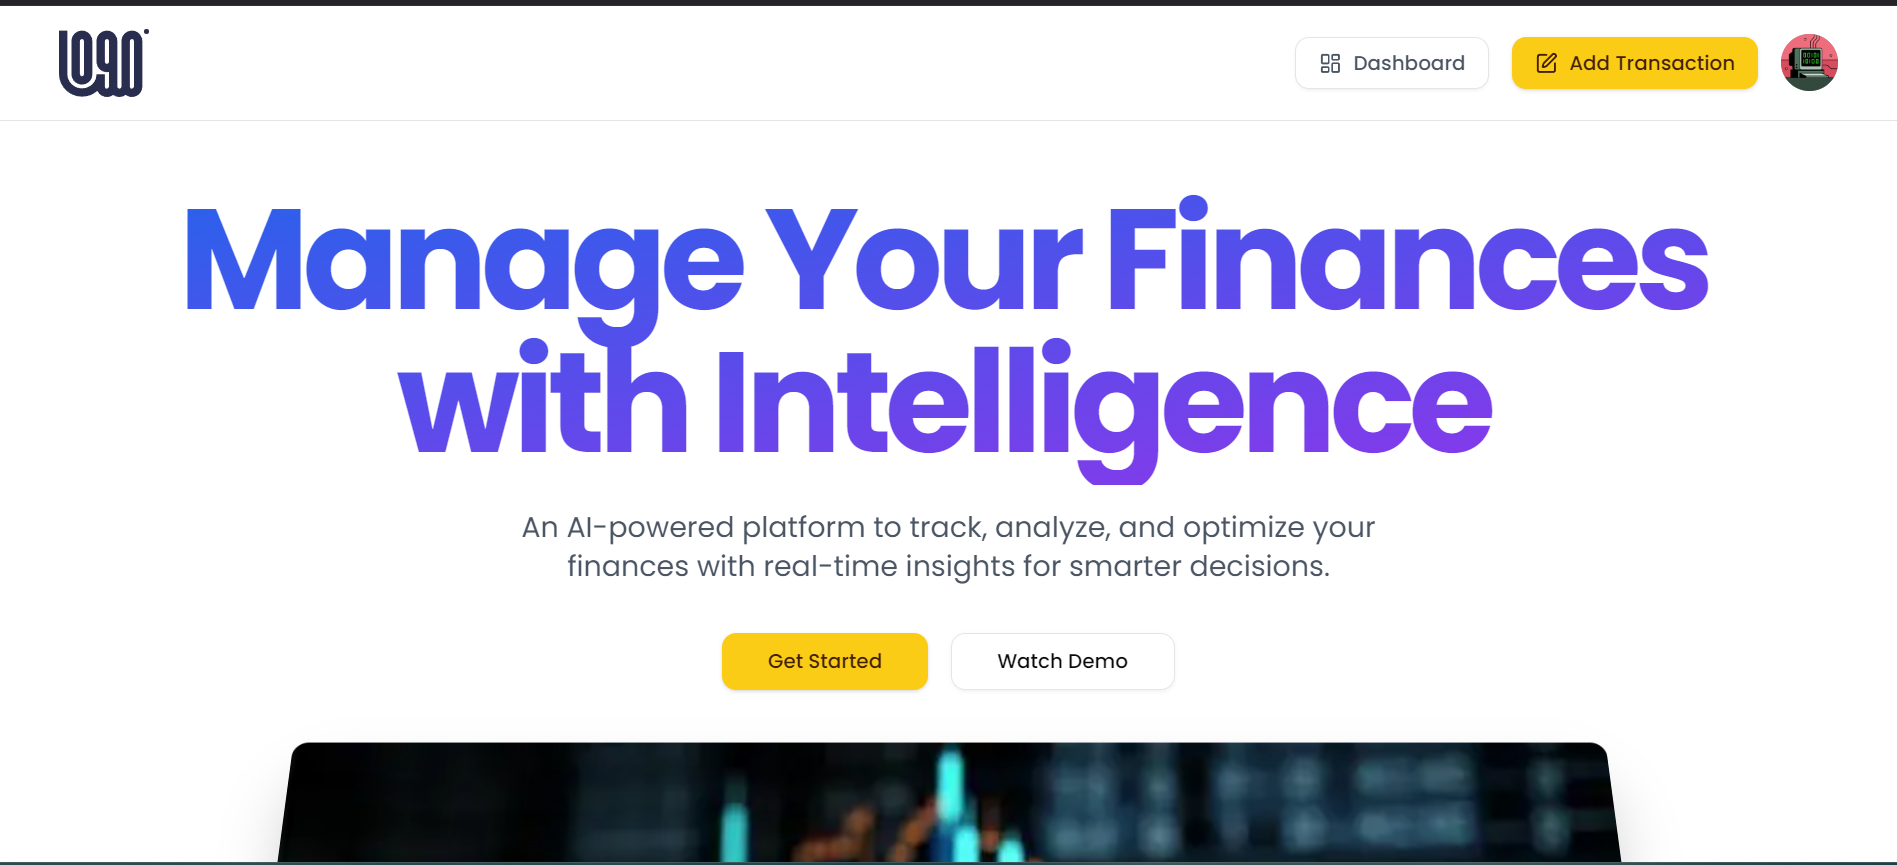 Dashboard
Add Transaction
Manage Your Finances
with Intelligence
An AI-powered platform to track, analyze, and optimize your
finances with real-time insights for smarter decisions.
Get Started
Watch Demo